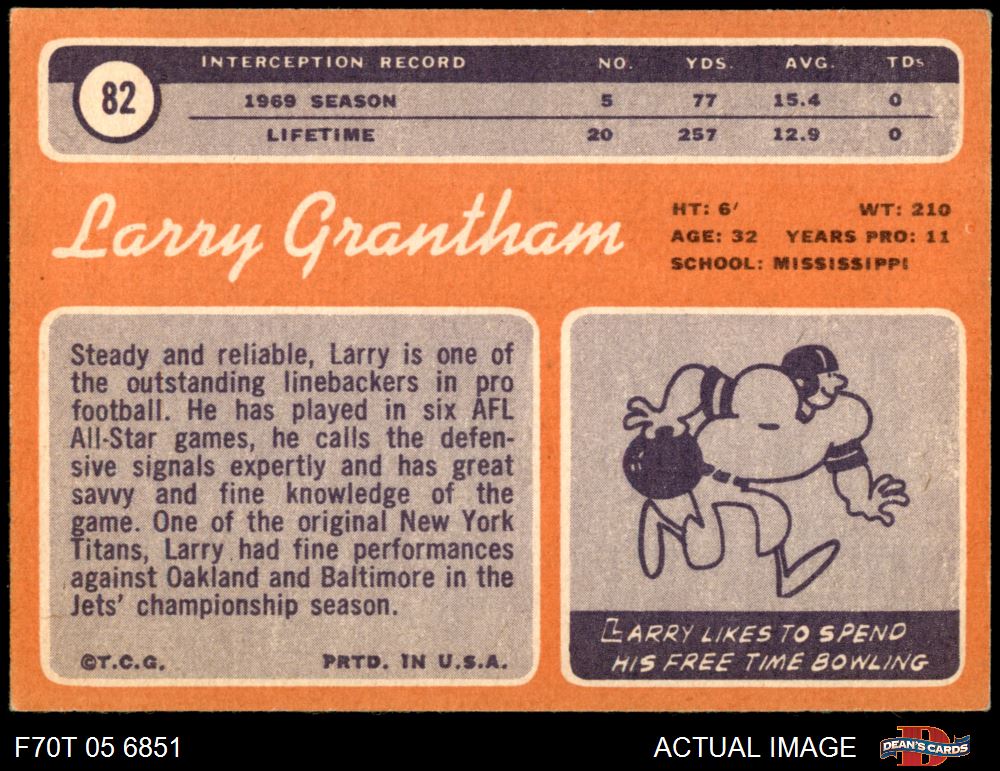 INTERCEPTION RECORD NO. YDS. AVG. TDs
82
1969 SEASON 5 77 15.4 0
LIFETIME 20 257 12.9 0
Larry Grantham
HT: 6' WT: 210
AGE: 32 YEARS PRO: 11
SCHOOL: MISSISSIPPI
Steady and reliable, Larry is one of
the outstanding linebackers in pro
football. He has played in six AFL
All-Star games, he calls the defen-
sive signals expertly and has great
savvy and fine knowledge of the
game. One of the original New York
Titans, Larry had fine performances
against Oakland and Baltimore in the
Jets' championship season.
©T.C.G. PRTD. IN U.S.A.
LARRY LIKES TO SPEND
HIS FREE TIME BOWLING
F70T 05 6851 ACTUAL IMAGE DEAN'S CARDS